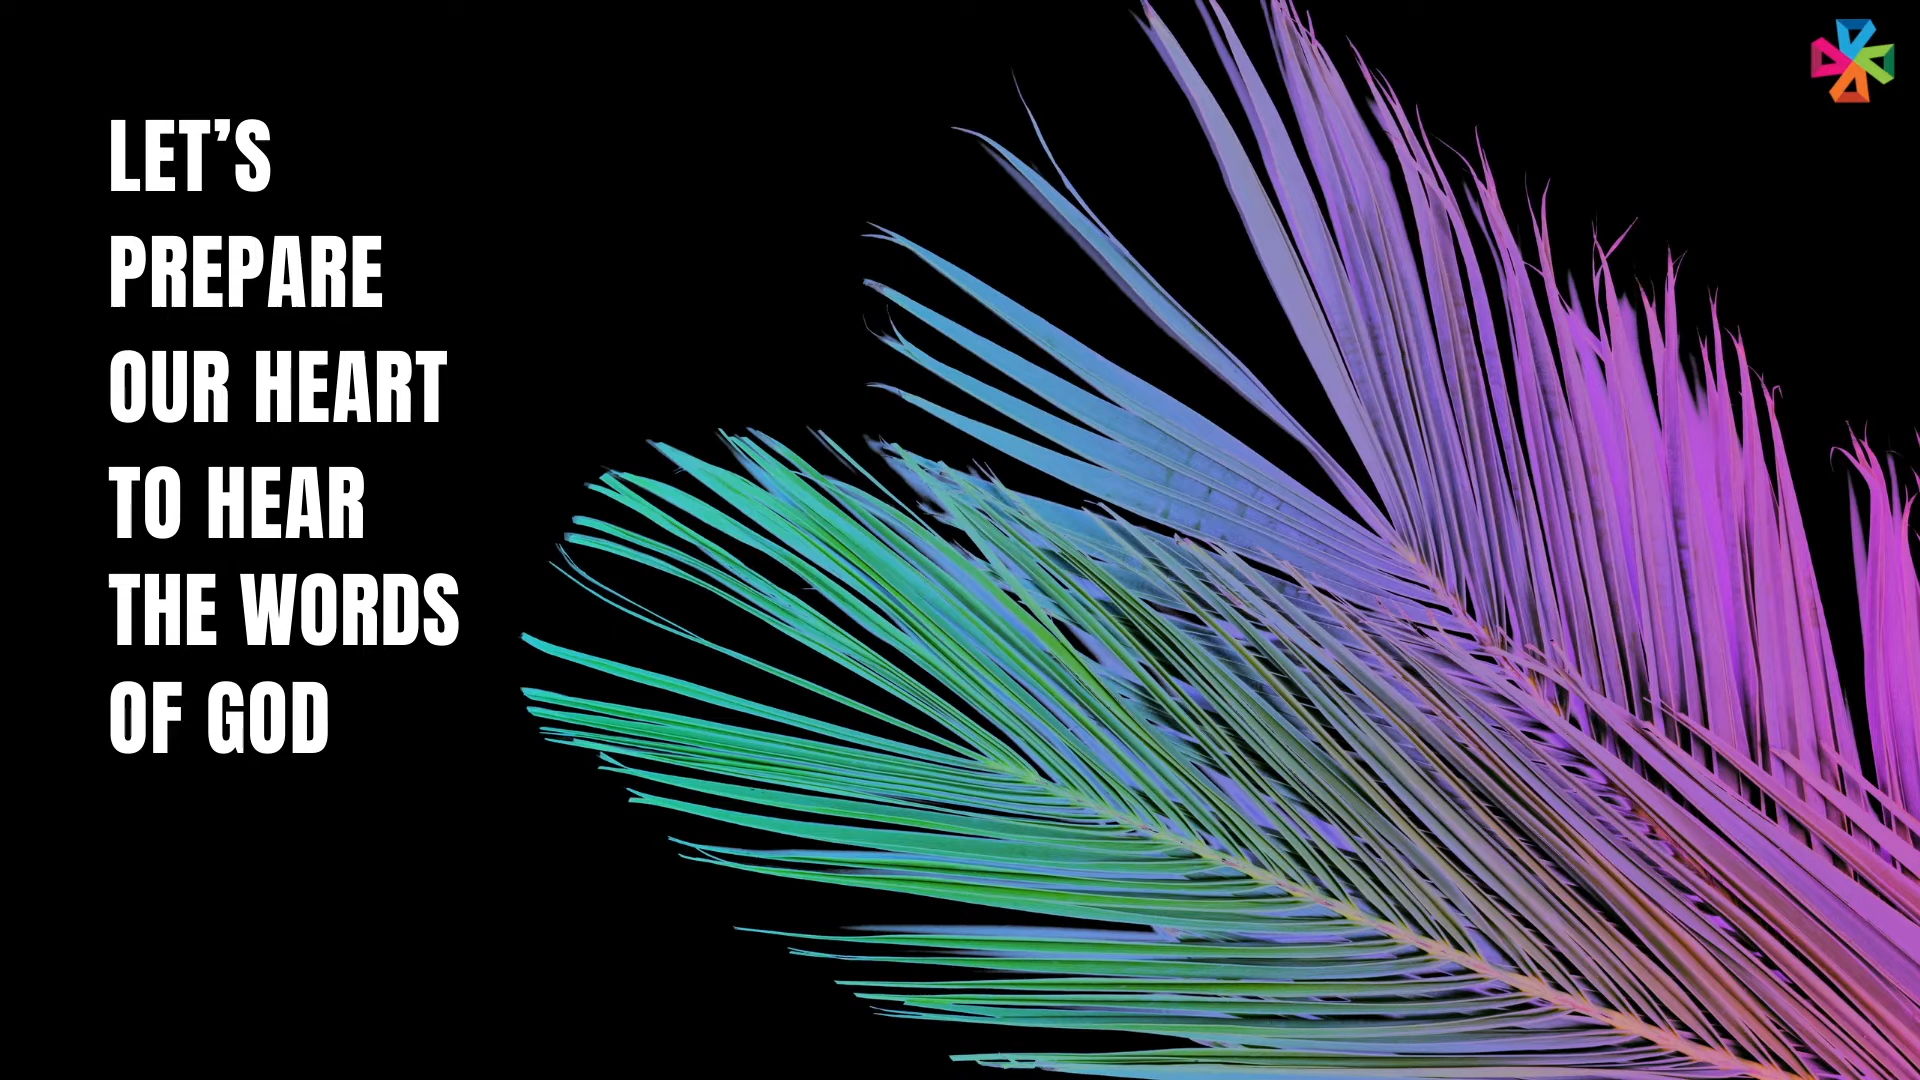 LET’S
PREPARE
OUR HEART
TO HEAR
THE WORDS
OF GOD